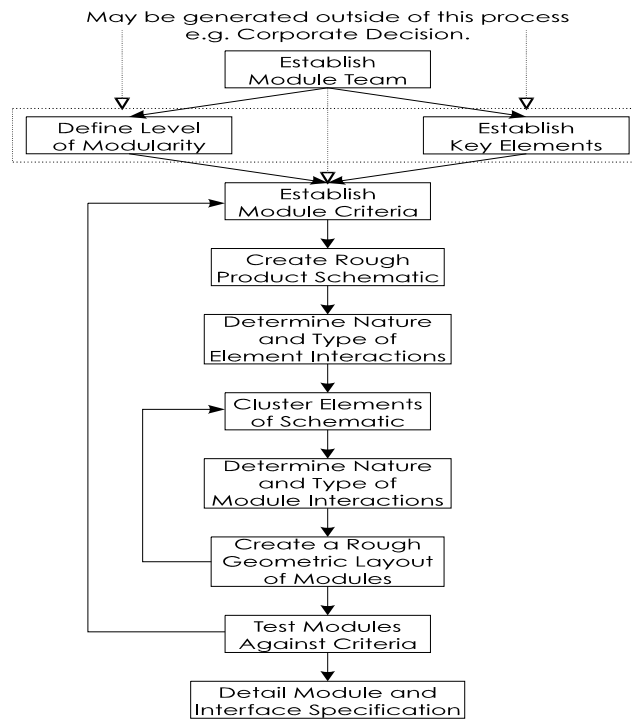 May be generated outside of this process
e.g. Corporate Decision.
Establish
Module Team
Define Level
of Modularity
Establish
Key Elements
Establish
Module Criteria
Create Rough
Product Schematic
Determine Nature
and Type of
Element Interactions
Cluster Elements
of Schematic
Determine Nature
and Type of
Module Interactions
Create a Rough
Geometric Layout
of Modules
Test Modules
Against Criteria
Detail Module and
Interface Specification